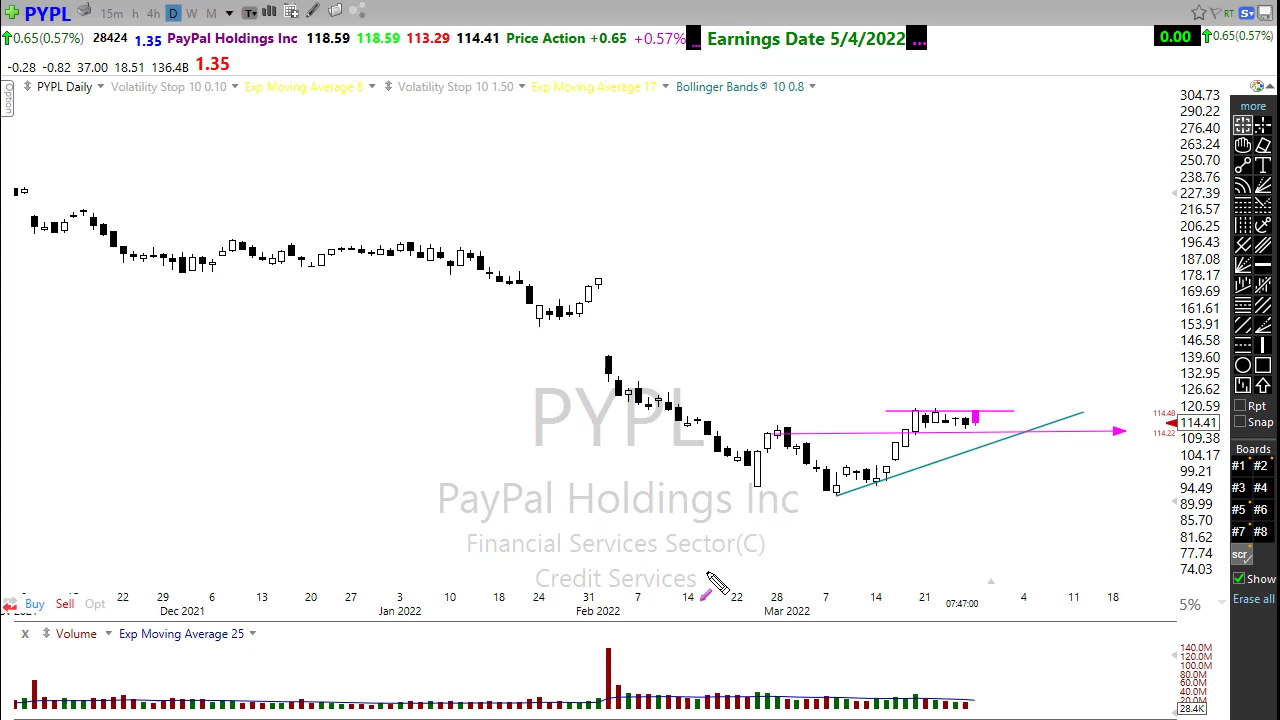 PYPL 15m h 4h D W M T RT S
0.65(0.57%) 28424 1.35 PayPal Holdings Inc 118.59 118.59 113.29 114.41 Price Action +0.65 +0.57% ... Earnings Date 5/4/2022 ... 0.00 0.65(0.57%)
-0.28 -0.82 37.00 18.51 136.4B 1.35
Option
PYPL Daily Volatility Stop 10 0.10 Exp Moving Average 8 Volatility Stop 10 1.50 Exp Moving Average 17 Bollinger Bands® 10 0.8
304.73
290.22
276.40
263.24
250.70
238.76
227.39
216.57
206.25
196.43
187.08
178.17
169.69
161.61
153.91
146.58
139.60
132.95
126.62
120.59
114.48
114.41
114.22
109.38
104.17
99.21
94.49
89.99
85.70
81.62
77.74
74.03
5%
PYPL
PayPal Holdings Inc
Financial Services Sector(C)
Credit Services
more
Rpt
Snap
Boards
#1 #2
#3 #4
#5 #6
#7 #8
scr
Show
Erase all
Buy Sell Opt
22 29 6 13 20 27 3 10 18 24 31 7 14 22 28 7 14 21 07:47:00 4 11 18
Dec 2021 Jan 2022 Feb 2022 Mar 2022
x Volume Exp Moving Average 25
140.0M
100.0M
80.0M
60.0M
40.0M
28.4K